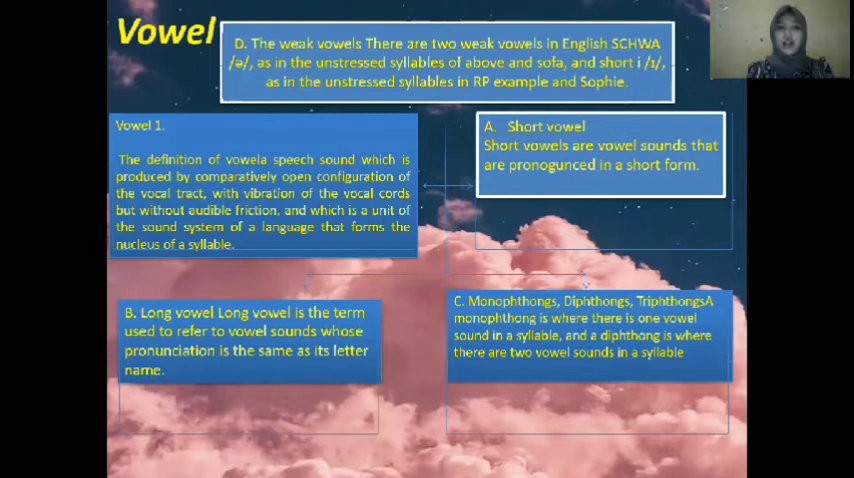 Vowel
D. The weak vowels There are two weak vowels in English SCHWA
/ə/, as in the unstressed syllables of above and sofa, and short i /ɪ/,
as in the unstressed syllables in RP example and Sophie.
Vowel 1.
The definition of vowela speech sound which is
produced by comparatively open configuration of
the vocal tract, with vibration of the vocal cords
but without audible friction, and which is a unit of
the sound system of a language that forms the
nucleus of a syllable.
A. Short vowel
Short vowels are vowel sounds that
are pronogunced in a short form.
B. Long vowel Long vowel is the term
used to refer to vowel sounds whose
pronunciation is the same as its letter
name.
C. Monophthongs, Diphthongs, TriphthongsA
monophthong is where there is one vowel
sound in a syllable, and a diphthong is where
there are two vowel sounds in a syllable